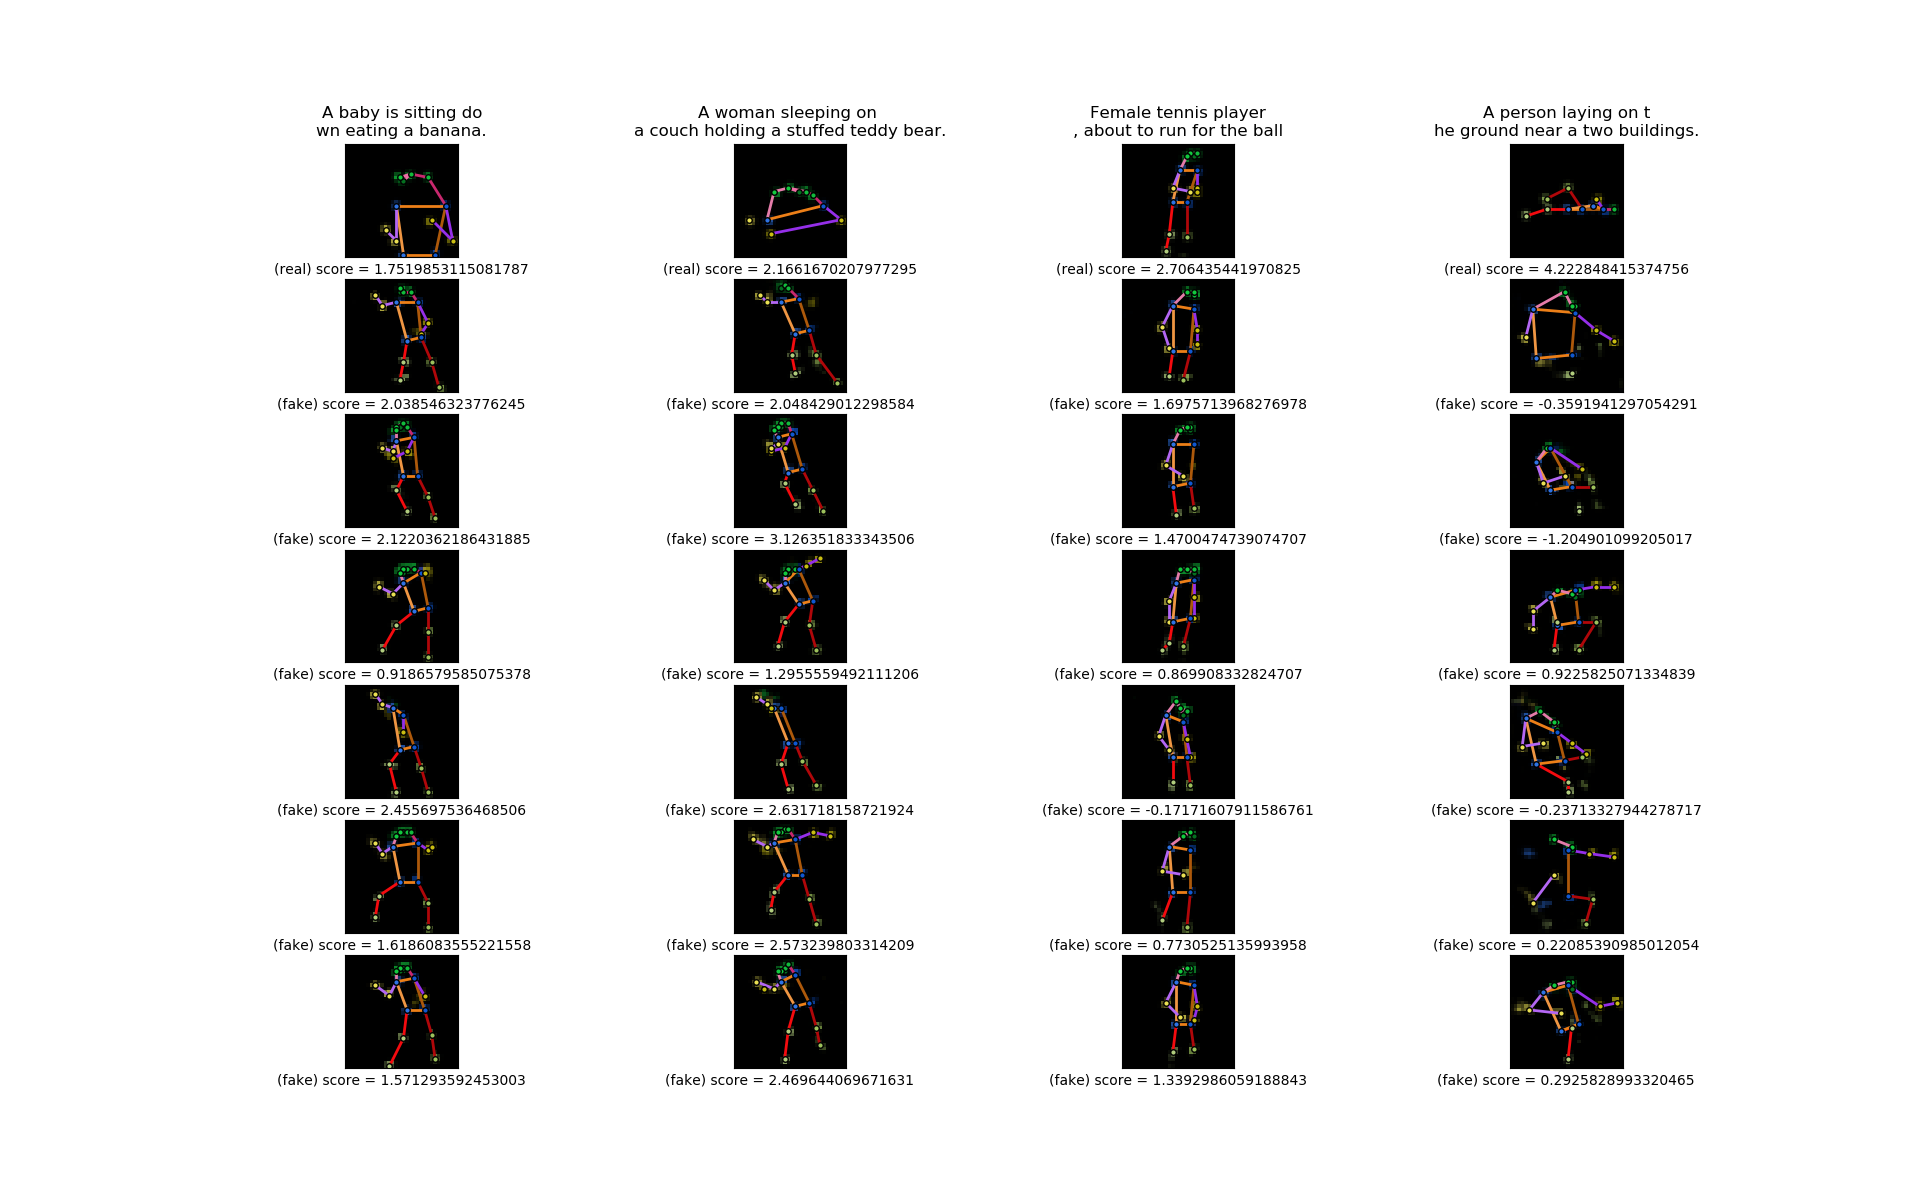 A baby is sitting do
wn eating a banana.
A woman sleeping on
a couch holding a stuffed teddy bear.
Female tennis player
, about to run for the ball
A person laying on t
he ground near a two buildings.
(real) score = 1.7519853115081787
(real) score = 2.1661670207977295
(real) score = 2.706435441970825
(real) score = 4.222848415374756
(fake) score = 2.038546323776245
(fake) score = 2.048429012298584
(fake) score = 1.6975713968276978
(fake) score = -0.3591941297054291
(fake) score = 2.1220362186431885
(fake) score = 3.126351833343506
(fake) score = 1.4700474739074707
(fake) score = -1.204901099205017
(fake) score = 0.9186579585075378
(fake) score = 1.2955559492111206
(fake) score = 0.869908332824707
(fake) score = 0.9225825071334839
(fake) score = 2.455697536468506
(fake) score = 2.631718158721924
(fake) score = -0.17171607911586761
(fake) score = -0.23713327944278717
(fake) score = 1.6186083555221558
(fake) score = 2.573239803314209
(fake) score = 0.7730525135993958
(fake) score = 0.22085390985012054
(fake) score = 1.571293592453003
(fake) score = 2.469644069671631
(fake) score = 1.3392986059188843
(fake) score = 0.2925828993320465